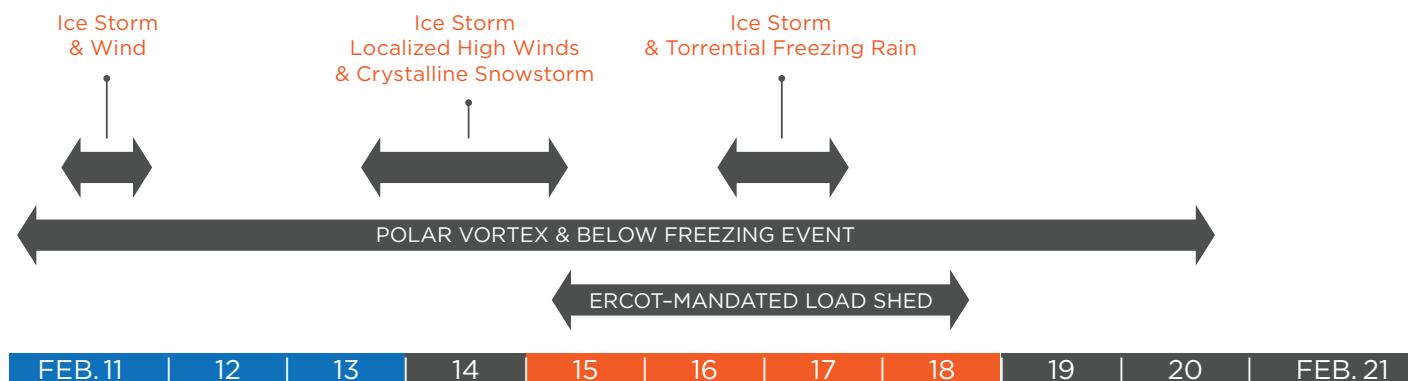 Ice Storm
& Wind
Ice Storm
Localized High Winds
& Crystalline Snowstorm
Ice Storm
& Torrential Freezing Rain
POLAR VORTEX & BELOW FREEZING EVENT
ERCOT–MANDATED LOAD SHED
FEB. 11 | 12 | 13 | 14 | 15 | 16 | 17 | 18 | 19 | 20 | FEB. 21